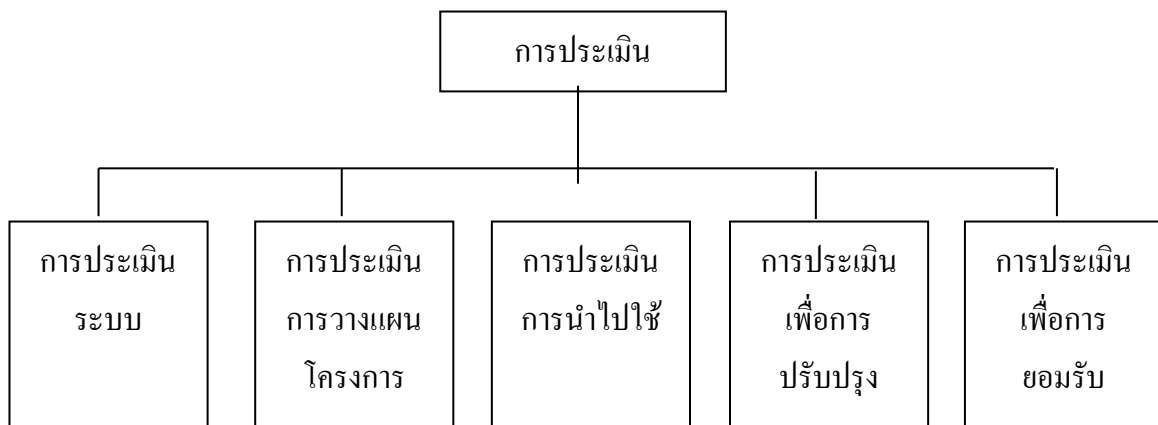 การประเมิน
การประเมิน
ระบบ
การประเมิน
การวางแผน
โครงการ
การประเมิน
การนำไปใช้
การประเมิน
เพื่อการ
ปรับปรุง
การประเมิน
เพื่อการ
ยอมรับ